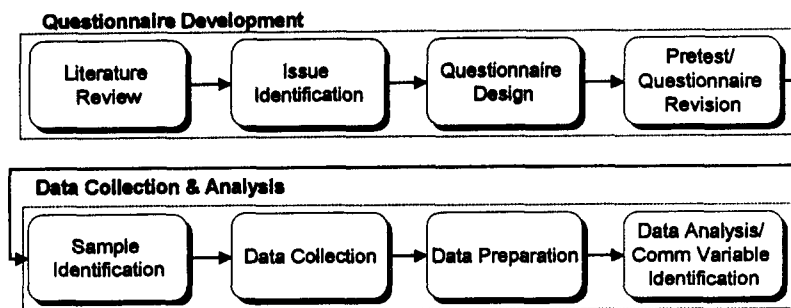 Questionnaire Development
Literature
Review
Issue
Identification
Questionnaire
Design
Pretest/
Questionnaire
Revision
Data Collection & Analysis
Sample
Identification
Data Collection
Data Preparation
Data Analysis/
Comm Variable
Identification